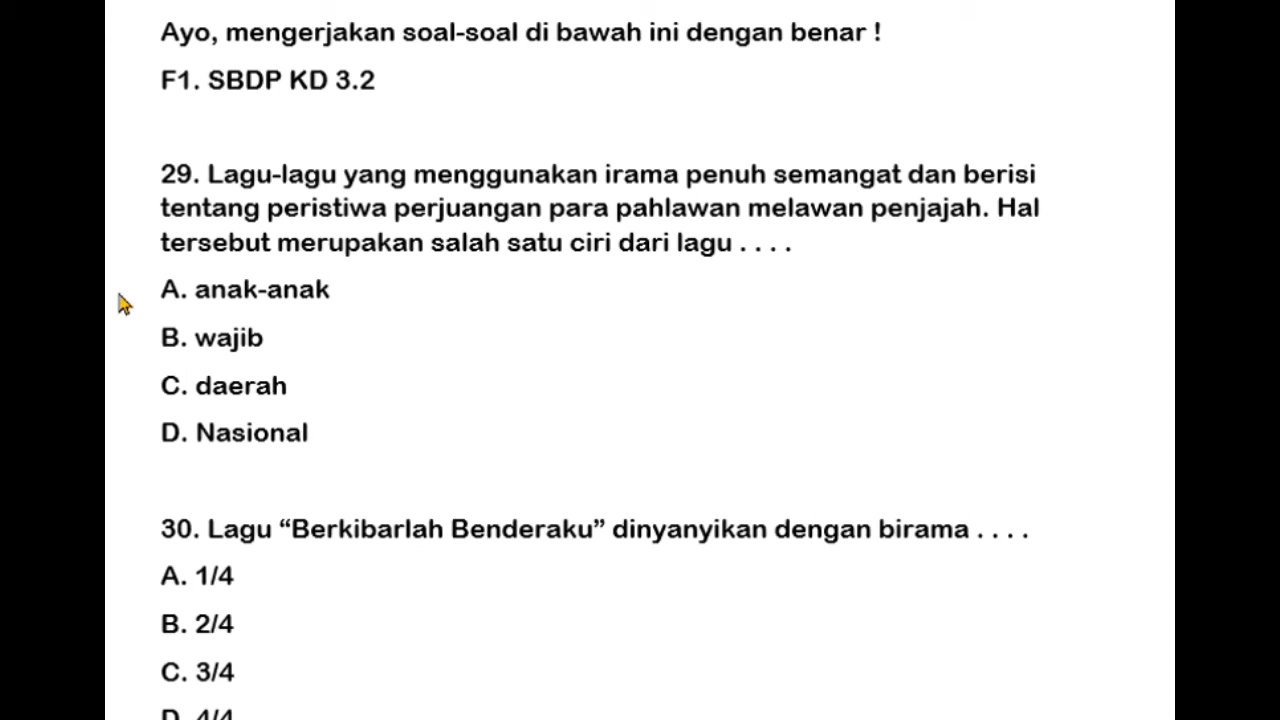 Ayo, mengerjakan soal-soal di bawah ini dengan benar !
F1. SBDP KD 3.2
29. Lagu-lagu yang menggunakan irama penuh semangat dan berisi
tentang peristiwa perjuangan para pahlawan melawan penjajah. Hal
tersebut merupakan salah satu ciri dari lagu . . . .
A. anak-anak
B. wajib
C. daerah
D. Nasional
30. Lagu “Berkibarlah Benderaku” dinyanyikan dengan birama . . . .
A. 1/4
B. 2/4
C. 3/4
D. 4/4